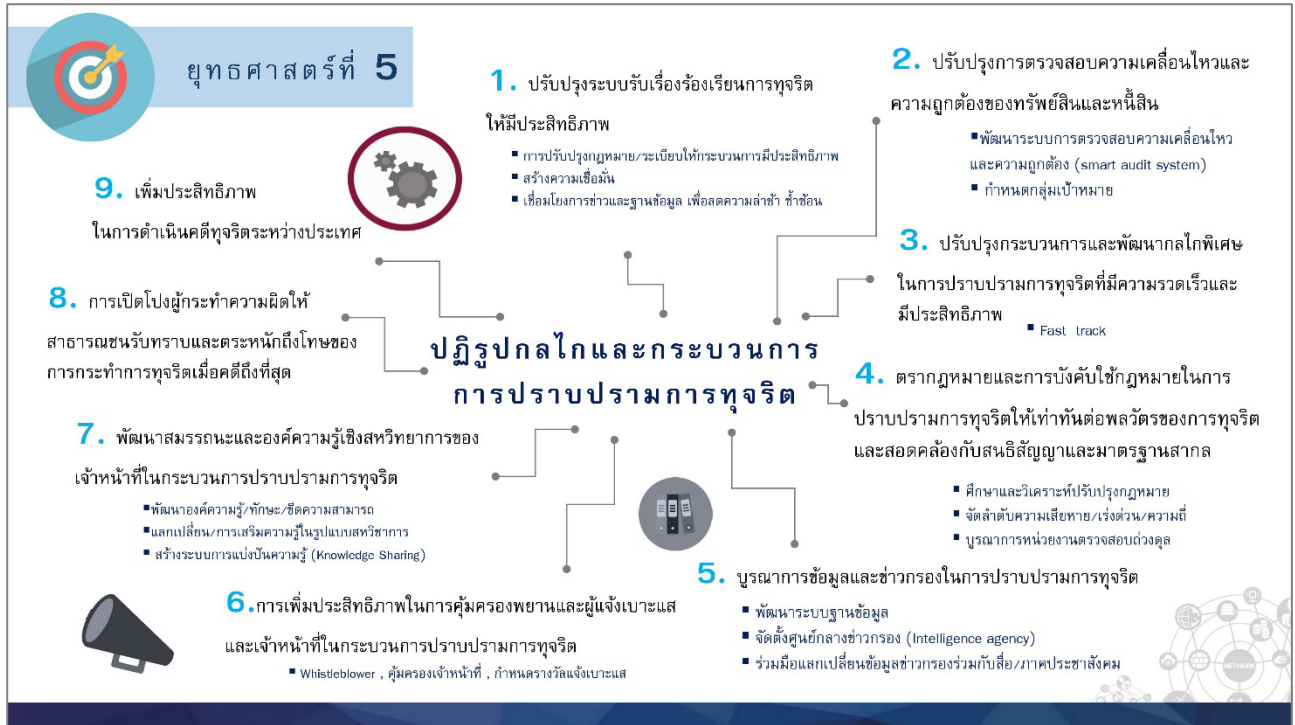 ยุทธศาสตร์ที่ 5
1. ปรับปรุงระบบรับเรื่องร้องเรียนการทุจริต
ให้มีประสิทธิภาพ
▪ การปรับปรุงกฎหมาย/ระเบียบให้กระบวนการมีประสิทธิภาพ
▪ สร้างความเชื่อมั่น
▪ เชื่อมโยงการข่าวและฐานข้อมูล เพื่อลดความล่าช้า ซ้ำซ้อน
2. ปรับปรุงการตรวจสอบความเคลื่อนไหวและ
ความถูกต้องของทรัพย์สินและหนี้สิน
▪พัฒนาระบบการตรวจสอบความเคลื่อนไหว
และความถูกต้อง (smart audit system)
▪ กำหนดกลุ่มเป้าหมาย
3. ปรับปรุงกระบวนการและพัฒนากลไกพิเศษ
ในการปราบปรามการทุจริตที่มีความรวดเร็วและ
มีประสิทธิภาพ
▪ Fast track
ปฏิรูปกลไกและกระบวนการ
การปราบปรามการทุจริต
4. ตรากฎหมายและการบังคับใช้กฎหมายในการ
ปราบปรามการทุจริตให้เท่าทันต่อพลวัตรของการทุจริต
และสอดคล้องกับสนธิสัญญาและมาตรฐานสากล
▪ ศึกษาและวิเคราะห์ปรับปรุงกฎหมาย
▪ จัดลำดับความเสียหาย/เร่งด่วน/ความถี่
▪ บูรณาการหน่วยงานตรวจสอบถ่วงดุล
5. บูรณาการข้อมูลและข่าวกรองในการปราบปรามการทุจริต
▪ พัฒนาระบบฐานข้อมูล
▪ จัดตั้งศูนย์กลางข่าวกรอง (Intelligence agency)
▪ ร่วมมือแลกเปลี่ยนข้อมูลข่าวกรองร่วมกับสื่อ/ภาคประชาสังคม
6.การเพิ่มประสิทธิภาพในการคุ้มครองพยานและผู้แจ้งเบาะแส
และเจ้าหน้าที่ในกระบวนการปราบปรามการทุจริต
▪ Whistleblower , คุ้มครองเจ้าหน้าที่ , กำหนดรางวัลแจ้งเบาะแส
7. พัฒนาสมรรถนะและองค์ความรู้เชิงสหวิทยาการของ
เจ้าหน้าที่ในกระบวนการปราบปรามการทุจริต
▪พัฒนาองค์ความรู้/ทักษะ/ขีดความสามารถ
▪แลกเปลี่ยน/การเสริมความรู้ในรูปแบบสหวิชาการ
▪ สร้างระบบการแบ่งปันความรู้ (Knowledge Sharing)
8. การเปิดโปงผู้กระทำความผิดให้
สาธารณชนรับทราบและตระหนักถึงโทษของ
การกระทำการทุจริตเมื่อคดีถึงที่สุด
9. เพิ่มประสิทธิภาพ
ในการดำเนินคดีทุจริตระหว่างประเทศ
NETWORK